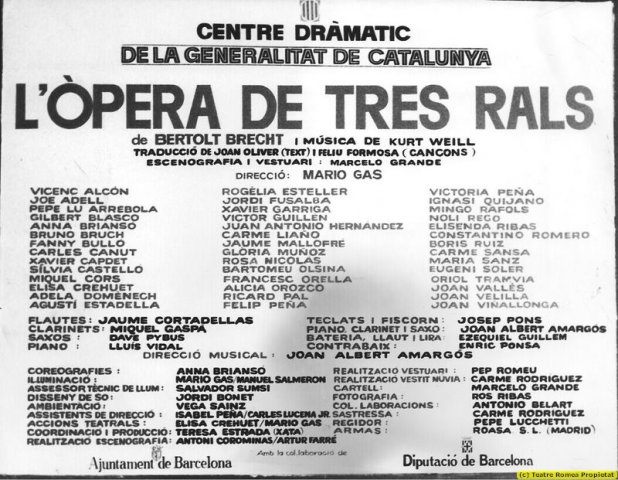 CENTRE DRAMÀTIC
DE LA GENERALITAT DE CATALUNYA
L'ÒPERA DE TRES RALS
de BERTOLT BRECHT I MÚSICA DE KURT WEILL
TRADUCCIÓ DE JOAN OLIVER (TEXT) I FELIU FORMOSA (CANÇONS)
ESCENOGRAFIA I VESTUARI : MARCELO GRANDE
DIRECCIÓ: MARIO GAS
VICENÇ ALCÓN
JOE ADELL
PEPE LU ARREBOLA
GILBERT BLASCO
ANNA BRIANSO
BRUNO BRUCH
FANNY BULLÓ
CARLES CANUT
XAVIER CAPDET
SÍLVIA CASTELLO
MIQUEL CORS
ELISA CREHUET
ADELA DOMÈNECH
AGUSTÍ ESTADELLA
ROGÈLIA ESTELLER
JORDI FUSALBA
XAVIER GARRIGA
VICTOR GUILLEN
JUAN ANTONIO HERNANDEZ
CARME LIAÑO
JAUME MALLOFRÉ
GLÒRIA MUÑOZ
ROSA NICOLAS
BARTOMEU OLSINA
FRANCESC ORELLA
ALICIA OROZCO
RICARD PAL
FELIP PEÑA
VICTORIA PEÑA
IGNASI QUIJANO
MINGO RÀFOLS
NOLI REGO
ELISENDA RIBAS
CONSTANTINO ROMERO
BORIS RUIZ
CARME SANSA
MARIA SANZ
EUGENI SOLER
ORIOL TRAMVIA
JOAN VALLÈS
JOAN VELILLA
JOAN VINALLONGA
FLAUTES: JAUME CORTADELLAS
CLARINETS: MIQUEL GASPÀ
SAXOS : DAVE PYBUS
PIANO : LLUÍS VIDAL
TECLATS I FISCORN: JOSEP PONS
PIANO, CLARINET I SAXO: JOAN ALBERT AMARGÓS
BATERIA, LLAUT I LIRA: EZEQUIEL GUILLEM
CONTRABAIX: ENRIC PONSA
DIRECCIÓ MUSICAL : JOAN ALBERT AMARGÓS
COREOGRAFIES : ANNA BRIANSO
IL.LUMINACIÓ : MARIO GAS/MANUEL SALMERON
ASSESSOR TÈCNIC DE LLUM: SALVADOR SUMSI
DISSENY DE SO : JORDI BONET
AMBIENTACIÓ: VEGA SAINZ
ASSISTENTS DE DIRECCIÓ : ISABEL PEÑA/CARLES LUCENA JR.
ACCIONS TEATRALS : ELISA CREHUET/MARIO GAS
COORDINACIÓ I PRODUCCIÓ: TERESA ESTRADA (XATA)
REALITZACIÓ ESCENOGRAFIA: ANTONI COROMINAS/ARTUR FARRÉ
REALITZACIÓ VESTUARI : PEP ROMEU
REALITZACIÓ VESTIT NUVIA : CARME RODRIGUEZ
CARTELL : MARCELO GRANDE
FOTOGRAFIA : ROS RIBAS
COL. LABORACIONS : ANTONIO BELART
SASTRESSA : CARME RODRIGUEZ
REGIDOR : PEPE LUCCHETTI
ARMAS : ROASA S.L. (MADRID)
Amb la col.laboració de
Ajuntament de Barcelona
Diputació de Barcelona
(c) Teatre Romea Propietat